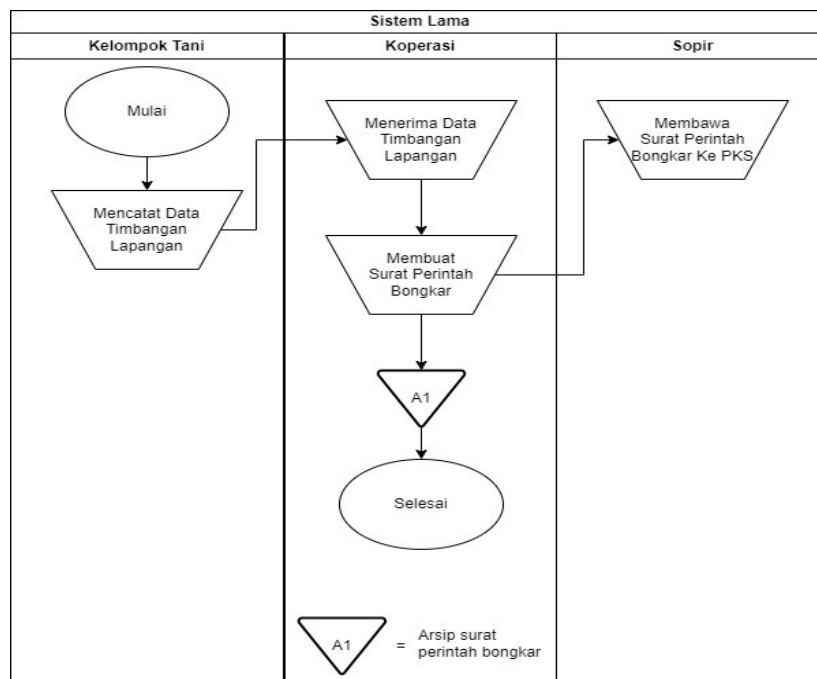 Sistem Lama
Kelompok Tani
Koperasi
Sopir
Mulai
Mencatat Data
Timbangan
Lapangan
Menerima Data
Timbangan
Lapangan
Membuat
Surat Perintah
Bongkar
A1
Selesai
Membawa
Surat Perintah
Bongkar Ke PKS
A1
=
Arsip surat
perintah bongkar